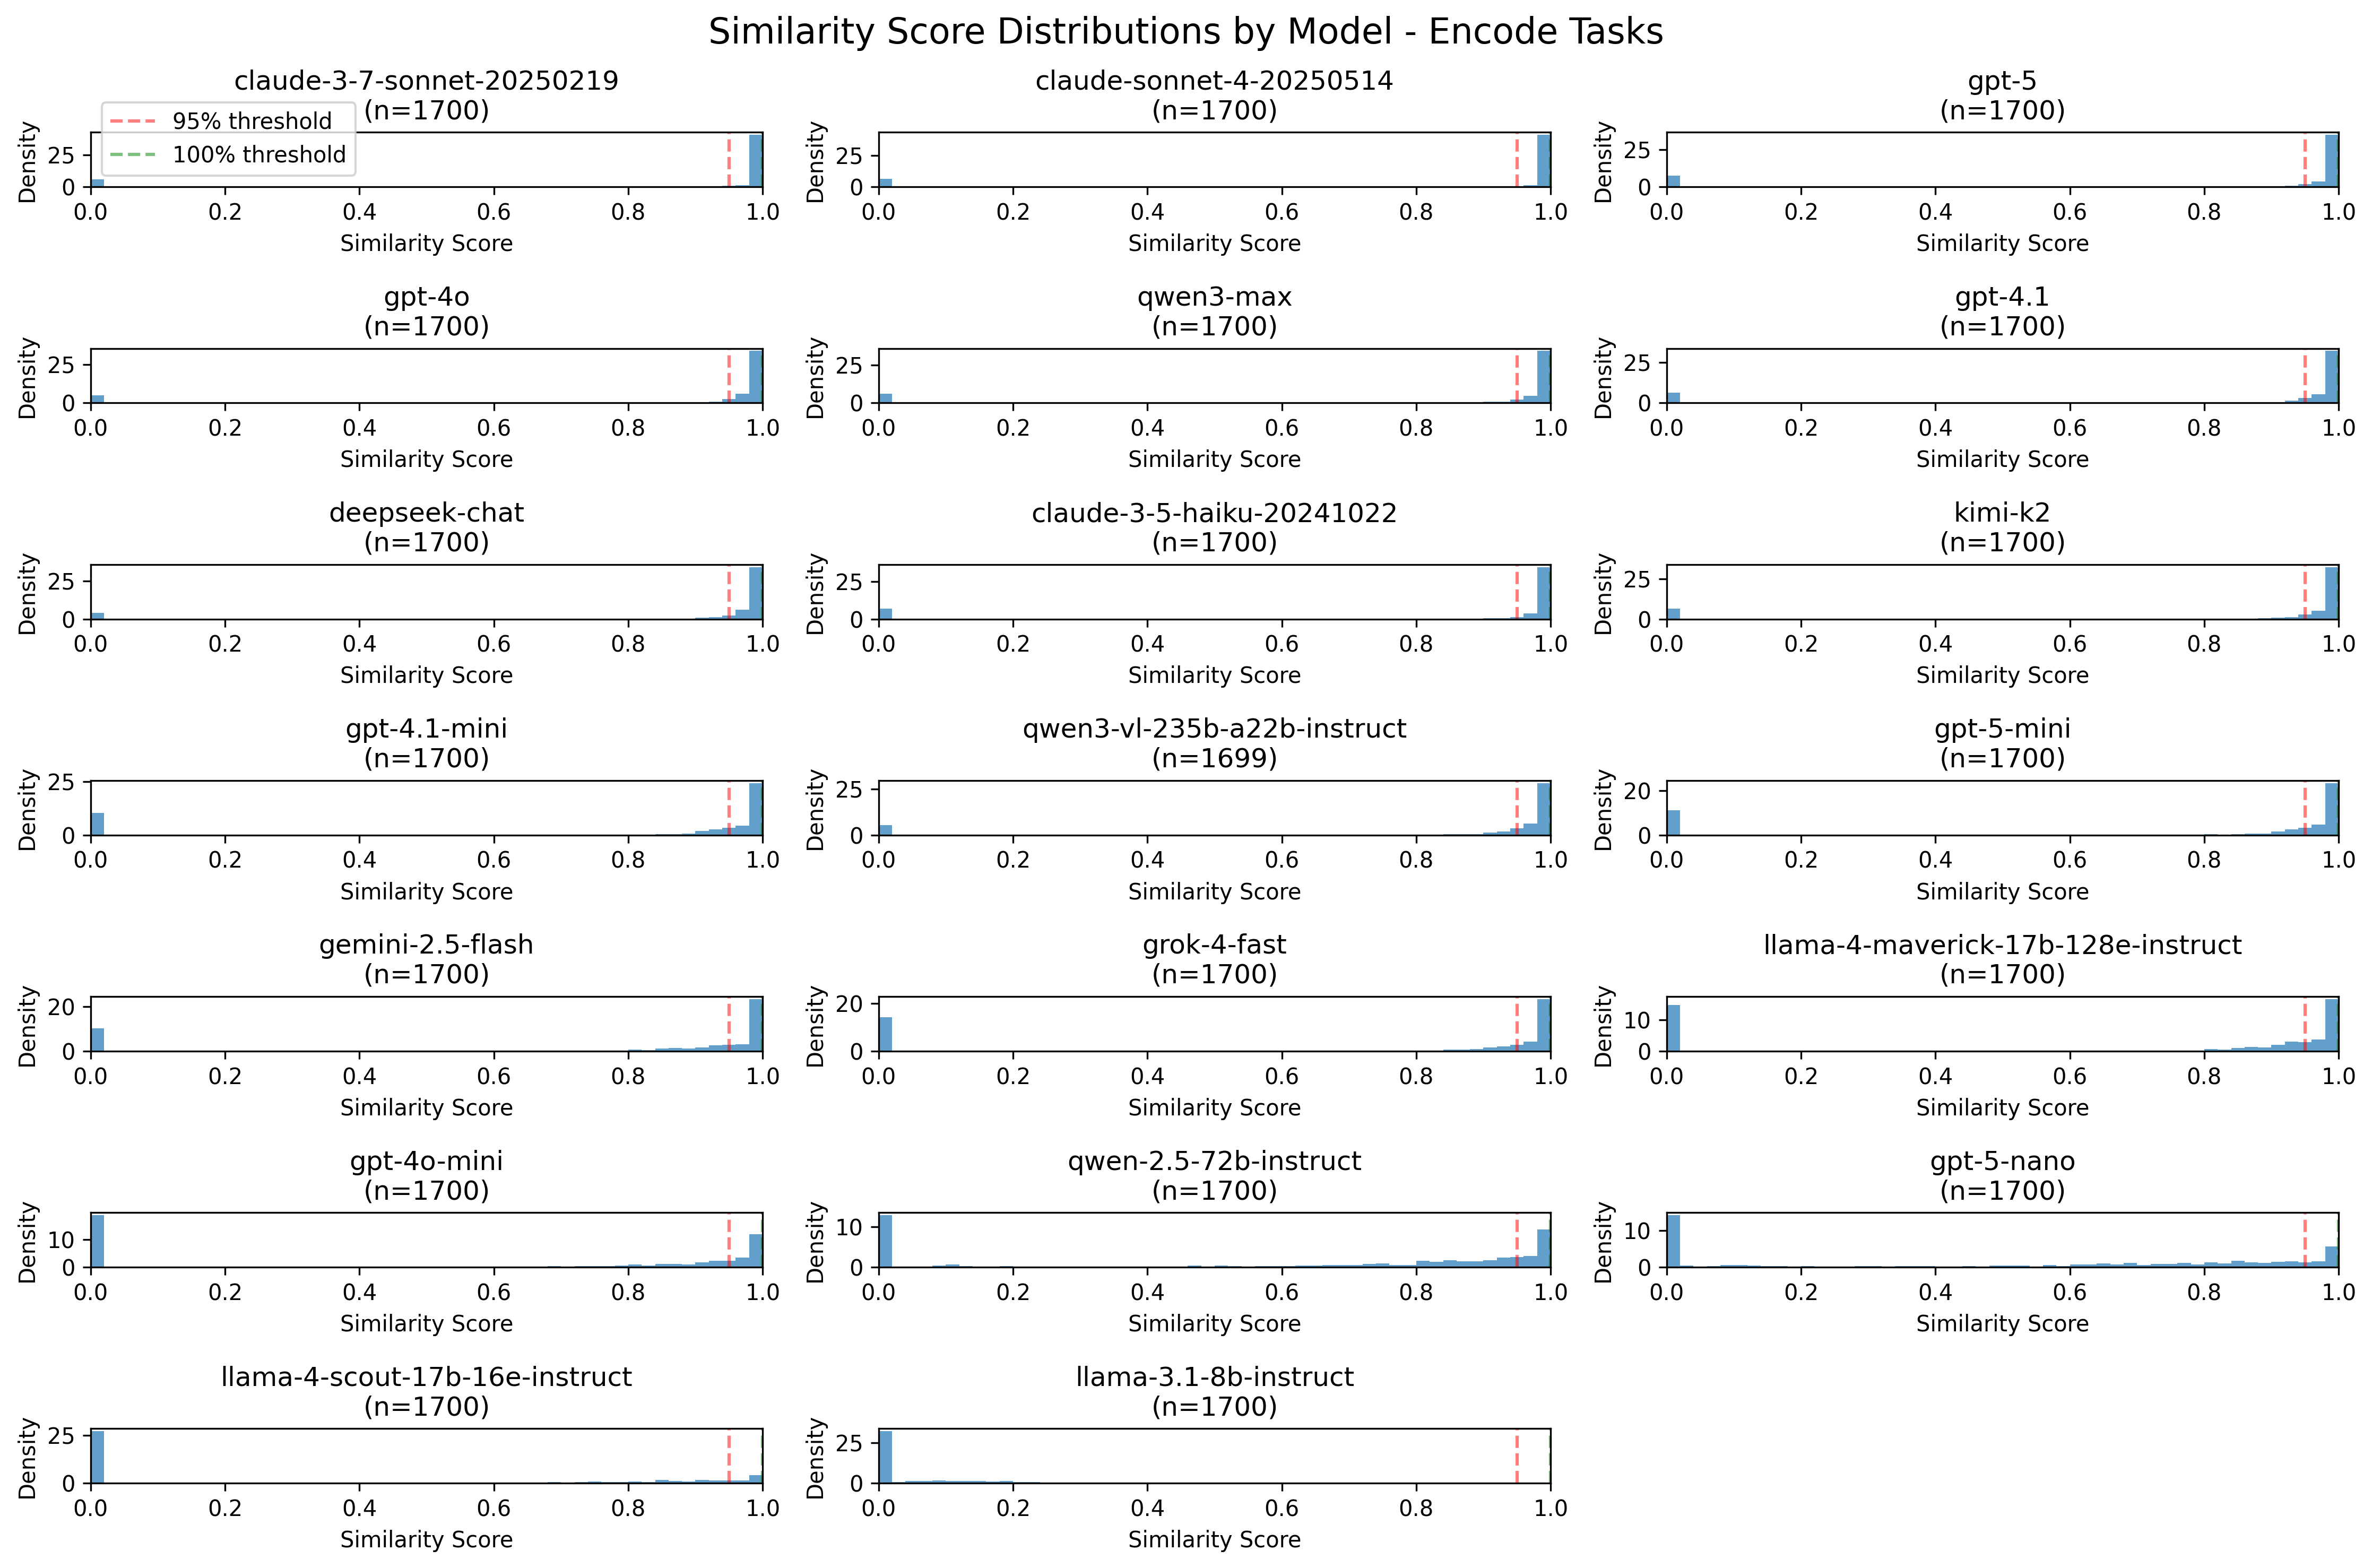 Similarity Score Distributions by Model - Encode Tasks
claude-3-7-sonnet-20250219
(n=1700)
95% threshold
100% threshold
Density
25
0
0.0 0.2 0.4 0.6 0.8 1.0
Similarity Score
claude-sonnet-4-20250514
(n=1700)
Density
25
0
0.0 0.2 0.4 0.6 0.8 1.0
Similarity Score
gpt-5
(n=1700)
Density
25
0
0.0 0.2 0.4 0.6 0.8 1.0
Similarity Score
gpt-4o
(n=1700)
Density
25
0
0.0 0.2 0.4 0.6 0.8 1.0
Similarity Score
qwen3-max
(n=1700)
Density
25
0
0.0 0.2 0.4 0.6 0.8 1.0
Similarity Score
gpt-4.1
(n=1700)
Density
25
0
0.0 0.2 0.4 0.6 0.8 1.0
Similarity Score
deepseek-chat
(n=1700)
Density
25
0
0.0 0.2 0.4 0.6 0.8 1.0
Similarity Score
claude-3-5-haiku-20241022
(n=1700)
Density
25
0
0.0 0.2 0.4 0.6 0.8 1.0
Similarity Score
kimi-k2
(n=1700)
Density
25
0
0.0 0.2 0.4 0.6 0.8 1.0
Similarity Score
gpt-4.1-mini
(n=1700)
Density
25
0
0.0 0.2 0.4 0.6 0.8 1.0
Similarity Score
qwen3-vl-235b-a22b-instruct
(n=1699)
Density
25
0
0.0 0.2 0.4 0.6 0.8 1.0
Similarity Score
gpt-5-mini
(n=1700)
Density
20
0
0.0 0.2 0.4 0.6 0.8 1.0
Similarity Score
gemini-2.5-flash
(n=1700)
Density
20
0
0.0 0.2 0.4 0.6 0.8 1.0
Similarity Score
grok-4-fast
(n=1700)
Density
20
0
0.0 0.2 0.4 0.6 0.8 1.0
Similarity Score
llama-4-maverick-17b-128e-instruct
(n=1700)
Density
10
0
0.0 0.2 0.4 0.6 0.8 1.0
Similarity Score
gpt-4o-mini
(n=1700)
Density
10
0
0.0 0.2 0.4 0.6 0.8 1.0
Similarity Score
qwen-2.5-72b-instruct
(n=1700)
Density
10
0
0.0 0.2 0.4 0.6 0.8 1.0
Similarity Score
gpt-5-nano
(n=1700)
Density
10
0
0.0 0.2 0.4 0.6 0.8 1.0
Similarity Score
llama-4-scout-17b-16e-instruct
(n=1700)
Density
25
0
0.0 0.2 0.4 0.6 0.8 1.0
Similarity Score
llama-3.1-8b-instruct
(n=1700)
Density
25
0
0.0 0.2 0.4 0.6 0.8 1.0
Similarity Score